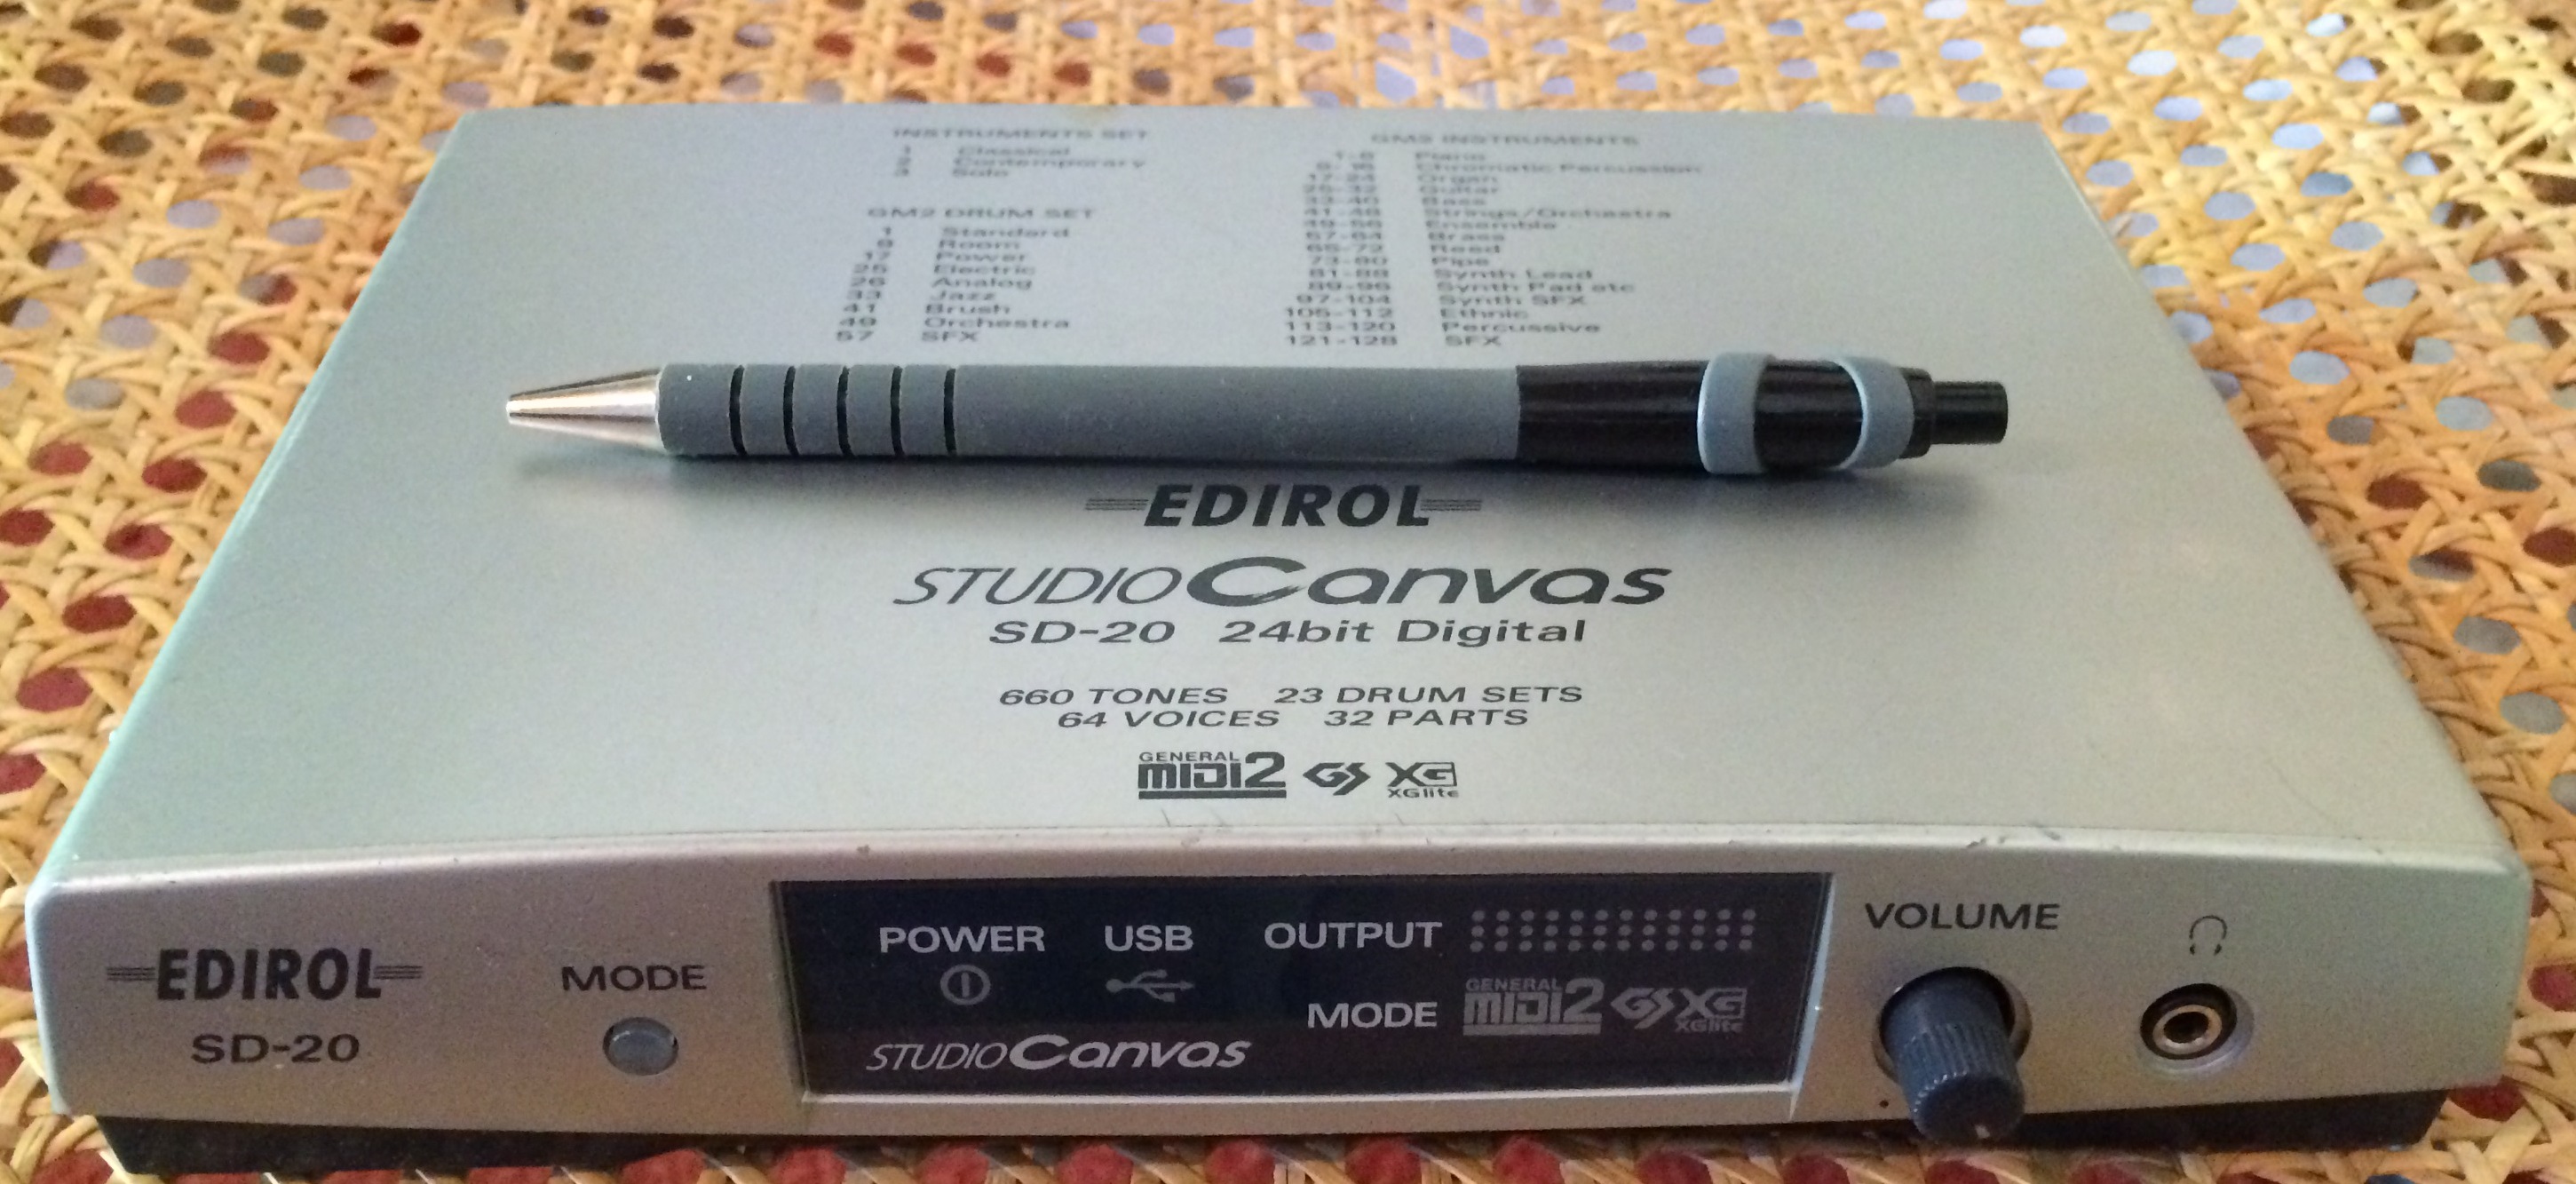 INSTRUMENTS SET
1 Classical
2 Contemporary
3 Solo
GM2 DRUM SET
1 Standard
9 Room
17 Power
25 Electric
26 Analog
33 Jazz
41 Brush
49 Orchestra
57 SFX
GM2 INSTRUMENTS
1-8 Piano
9-16 Chromatic Percussion
17-24 Organ
25-32 Guitar
33-40 Bass
41-48 Strings/Orchestra
49-56 Ensemble
57-64 Brass
65-72 Reed
73-80 Pipe
81-88 Synth Lead
89-96 Synth Pad etc
97-104 Synth SFX
105-112 Ethnic
113-120 Percussive
121-128 SFX
EDIROL
STUDIO Canvas
SD-20 24bit Digital
660 TONES 23 DRUM SETS
64 VOICES 32 PARTS
GENERAL MIDI2 GS XG
XGlite
EDIROL
SD-20
MODE
POWER USB OUTPUT
MODE GENERAL MIDI2 GS XG
XGlite
STUDIO Canvas
VOLUME